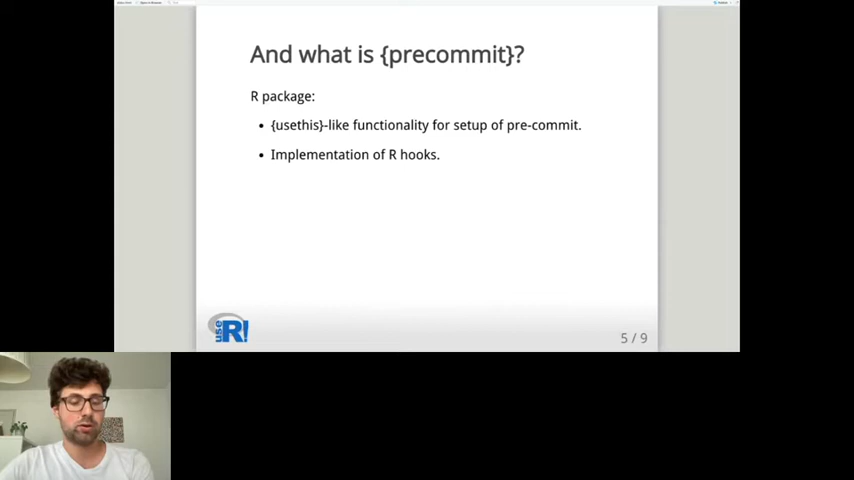 And what is {precommit}?
R package:
• {usethis}-like functionality for setup of pre-commit.
• Implementation of R hooks.
useR!
5 / 9